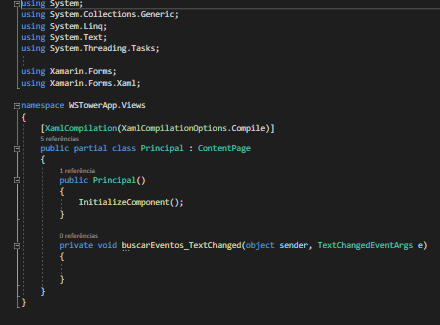 using System;
using System.Collections.Generic;
using System.Linq;
using System.Text;
using System.Threading.Tasks;
using Xamarin.Forms;
using Xamarin.Forms.Xaml;
namespace WSTowerApp.Views
{
[XamlCompilation(XamlCompilationOptions.Compile)]
5 referências
public partial class Principal : ContentPage
{
1 referência
public Principal()
{
InitializeComponent();
}
0 referências
private void buscarEventos_TextChanged(object sender, TextChangedEventArgs e)
{
}
}
}